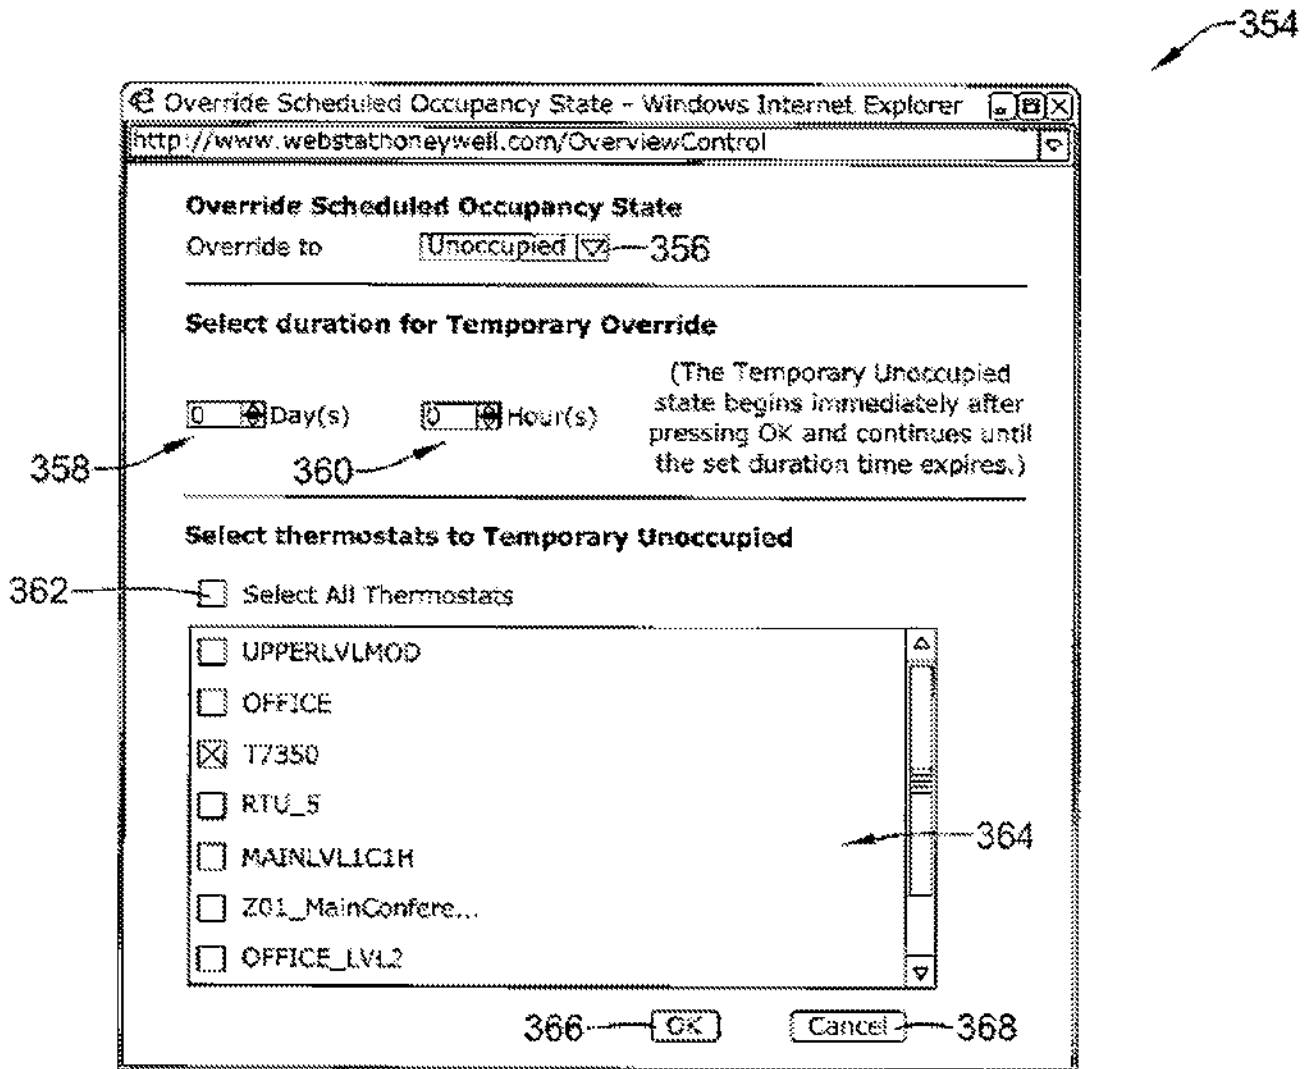 354
Override Scheduled Occupancy State - Windows Internet Explorer
http://www.webstathoneywell.com/OverviewControl
Override Scheduled Occupancy State
Override to Unoccupied 356
Select duration for Temporary Override
0 Day(s) 0 Hour(s)
(The Temporary Unoccupied
state begins immediately after
pressing OK and continues until
the set duration time expires.)
358 360
Select thermostats to Temporary Unoccupied
362 Select All Thermostats
UPPERLVLMOD
OFFICE
T7350
RTU_5
364
MAINLVL1C1H
Z01_MainConfere...
OFFICE_LVL2
366 OK Cancel 368